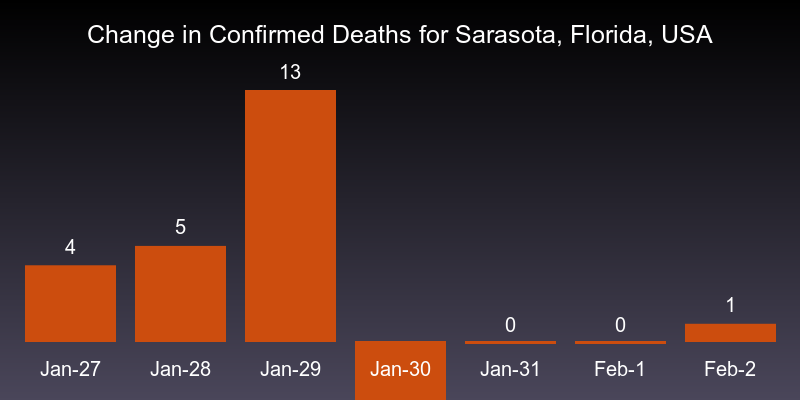 Change in Confirmed Deaths for Sarasota, Florida, USA
13
5
4
1
0
0
Jan-27
Jan-28
Jan-29
Jan-30
Jan-31
Feb-1
Feb-2